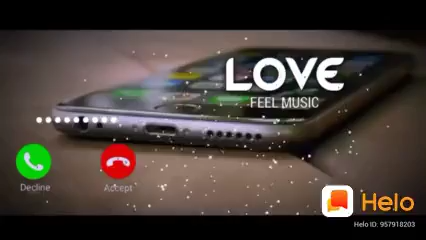 LOVE
FEEL MUSIC
Decline
Accept
Helo
Helo ID: 957918203